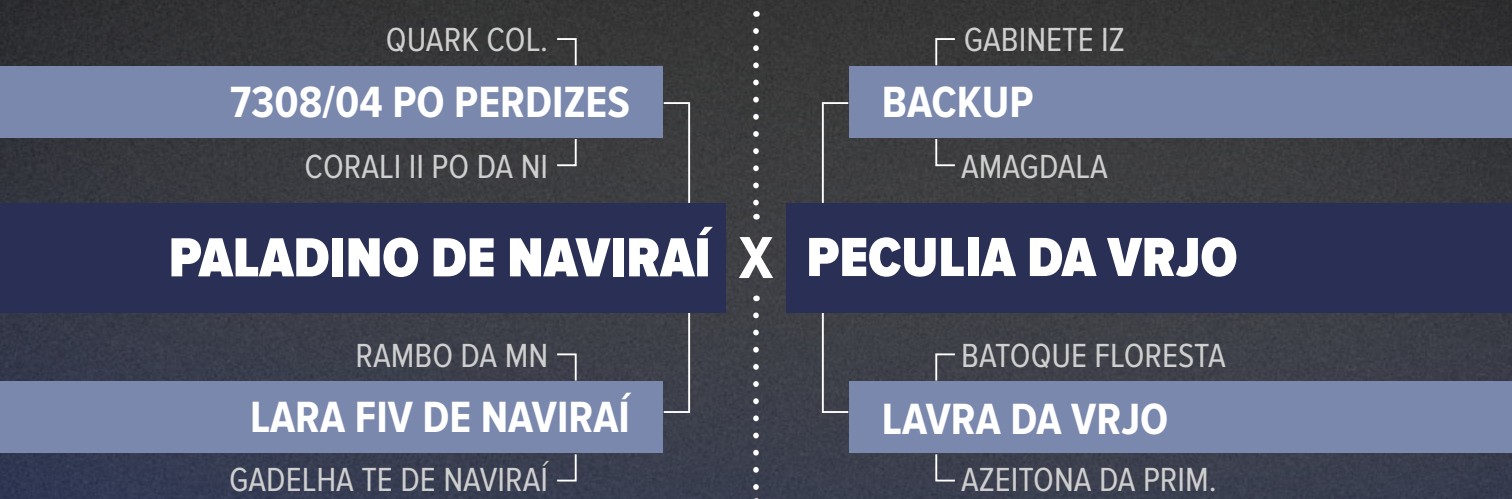 QUARK COL.
7308/04 PO PERDIZES
CORALI II PO DA NI
PALADINO DE NAVIRAÍ
RAMBO DA MN
LARA FIV DE NAVIRAÍ
GADELHA TE DE NAVIRAÍ
X
GABINETE IZ
BACKUP
AMAGDALA
PECULIA DA VRJO
BATOQUE FLORESTA
LAVRA DA VRJO
AZEITONA DA PRIM.